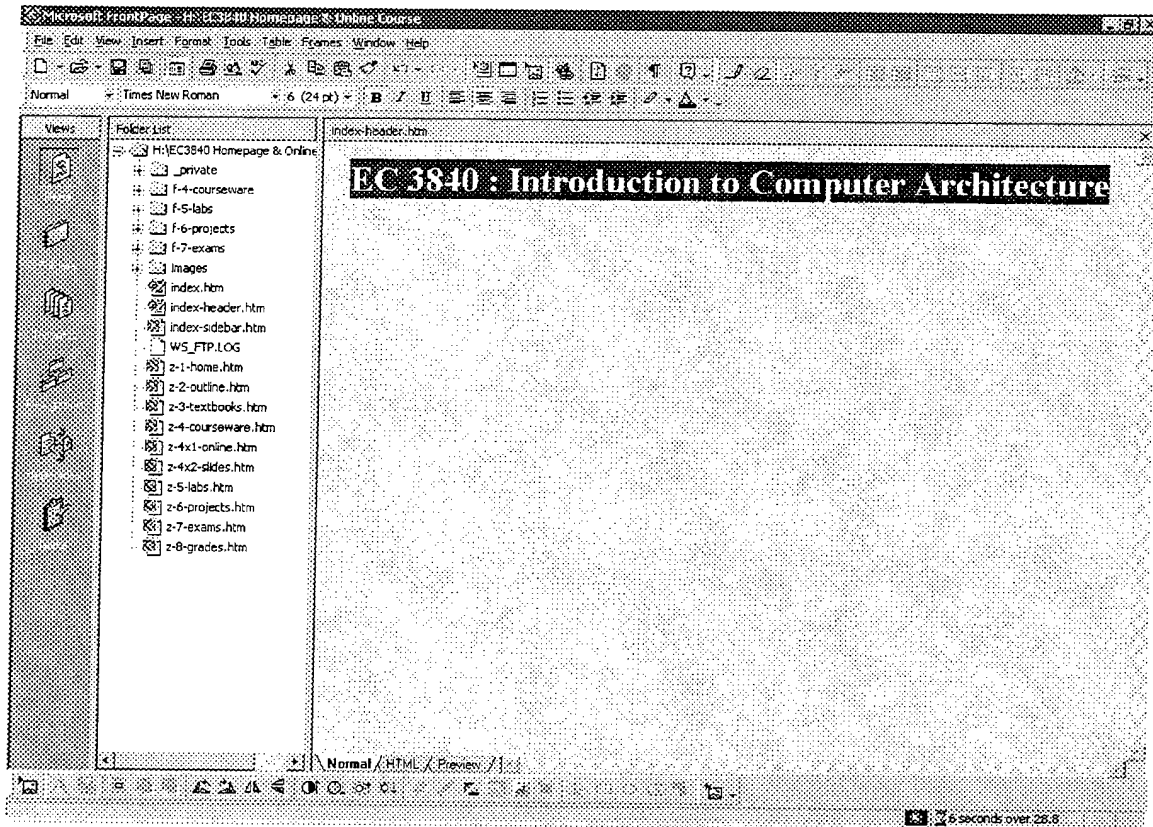 Microsoft FrontPage - H:\EC3840 Homepage & Online Course
File Edit View Insert Format Tools Table Frames Window Help
Normal Times New Roman 6 (24 pt) B I U
Views
Folder List
index-header.htm
H:\EC3840 Homepage & Online
_private
f-4-courseware
f-5-labs
f-6-projects
f-7-exams
images
index.htm
index-header.htm
index-sidebar.htm
WS_FTP.LOG
z-1-home.htm
z-2-outline.htm
z-3-textbooks.htm
z-4-courseware.htm
z-4x1-online.htm
z-4x2-slides.htm
z-5-labs.htm
z-6-projects.htm
z-7-exams.htm
z-8-grades.htm
EC 3840 : Introduction to Computer Architecture
Normal / HTML / Preview /
6 seconds over 28.8